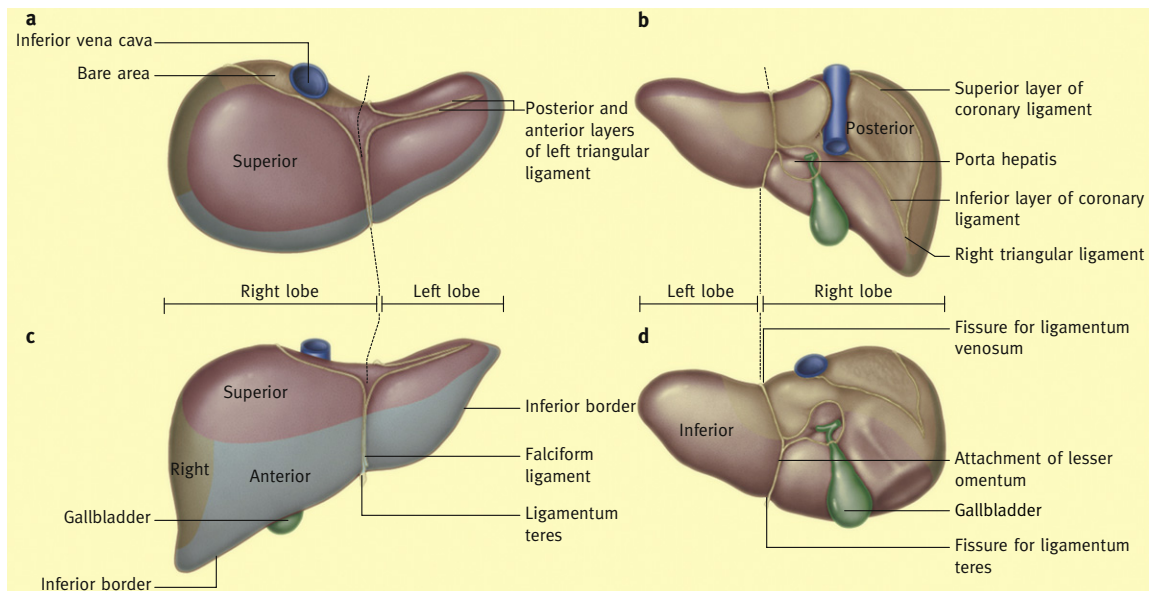 a
Inferior vena cava
Bare area
Superior
Posterior and
anterior layers
of left triangular
ligament
b
Superior layer of
coronary ligament
Posterior
Porta hepatis
Inferior layer of coronary
ligament
Right triangular ligament
Right lobe
Left lobe
Left lobe
Right lobe
c
Superior
Right
Anterior
Gallbladder
Inferior border
Inferior border
Falciform
ligament
Ligamentum
teres
d
Fissure for ligamentum
venosum
Inferior
Attachment of lesser
omentum
Gallbladder
Fissure for ligamentum
teres